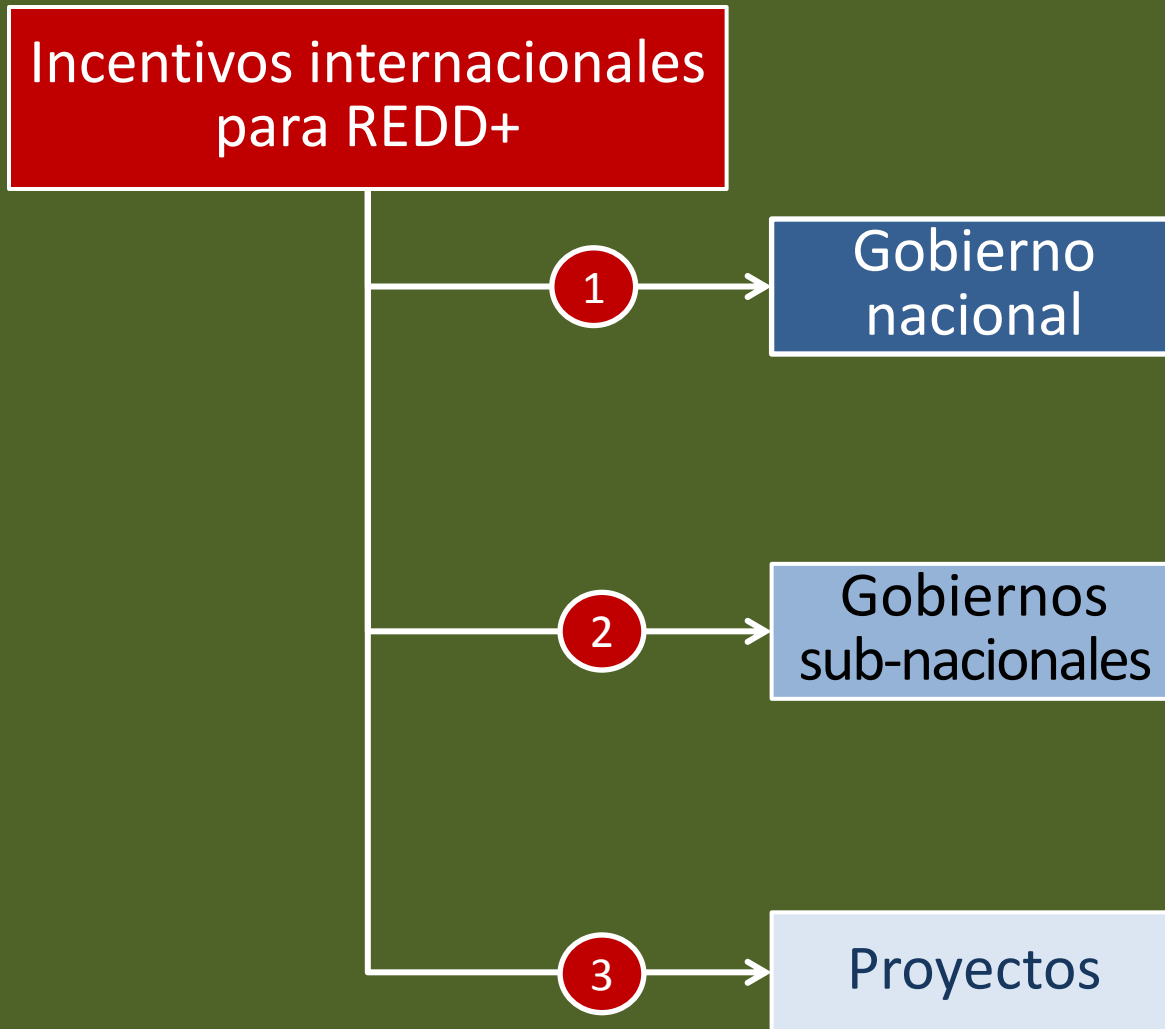 Incentivos internacionales
para REDD+
1
Gobierno
nacional
2
Gobiernos
sub-nacionales
3
Proyectos